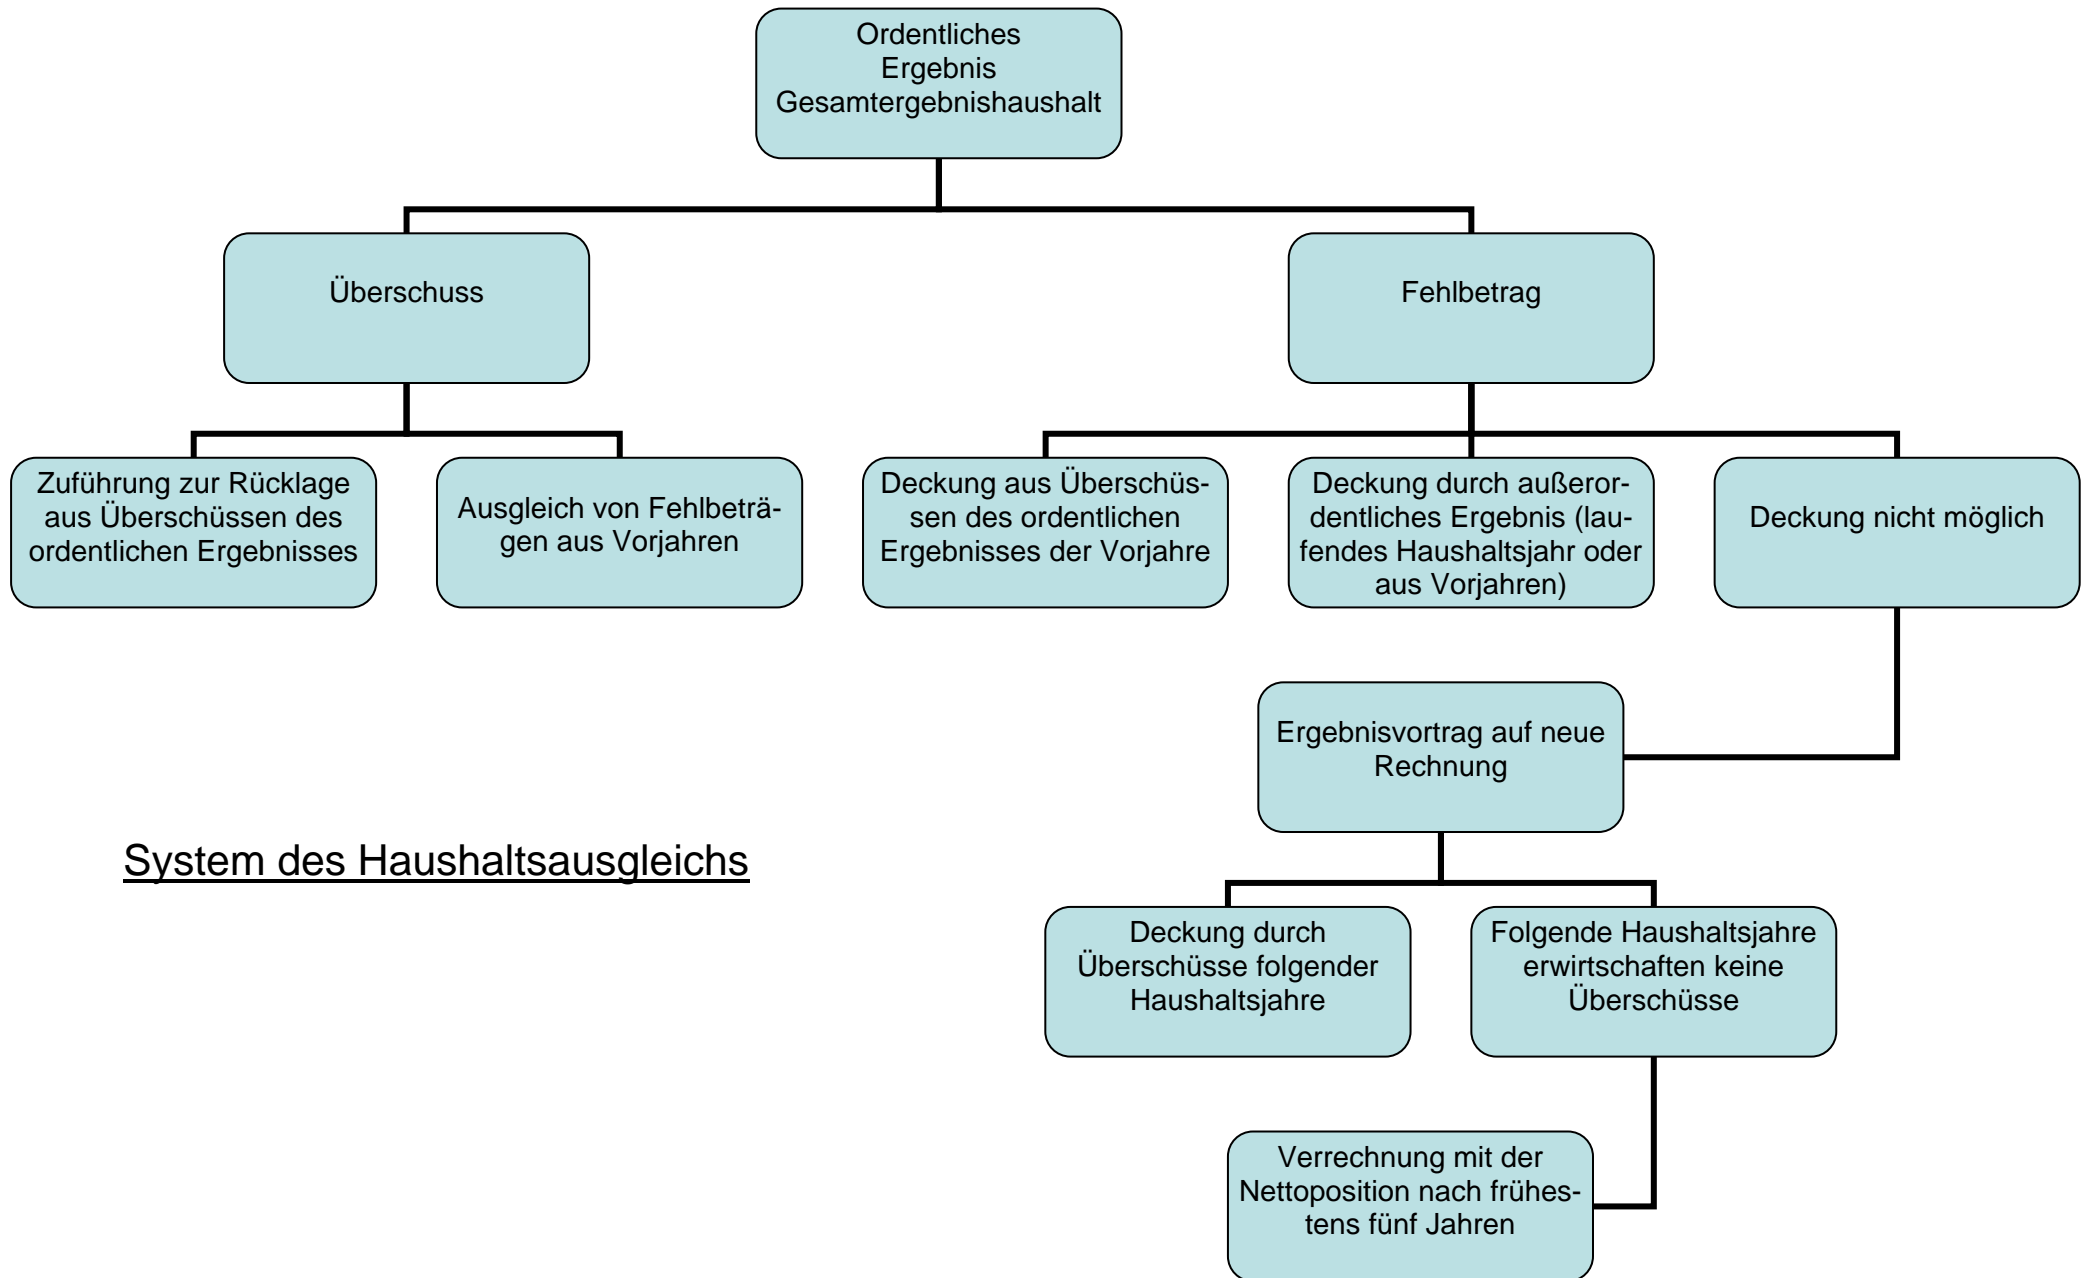 Ordentliches
Ergebnis
Gesamtergebnishaushalt
Überschuss
Fehlbetrag
Zuführung zur Rücklage
aus Überschüssen des
ordentlichen Ergebnisses
Ausgleich von Fehlbeträ-
gen aus Vorjahren
Deckung aus Überschüs-
sen des ordentlichen
Ergebnisses der Vorjahre
Deckung durch außeror-
dentliches Ergebnis (lau-
fendes Haushaltsjahr oder
aus Vorjahren)
Deckung nicht möglich
Ergebnisvortrag auf neue
Rechnung
System des Haushaltsausgleichs
Deckung durch
Überschüsse folgender
Haushaltsjahre
Folgende Haushaltsjahre
erwirtschaften keine
Überschüsse
Verrechnung mit der
Nettoposition nach frühes-
tens fünf Jahren